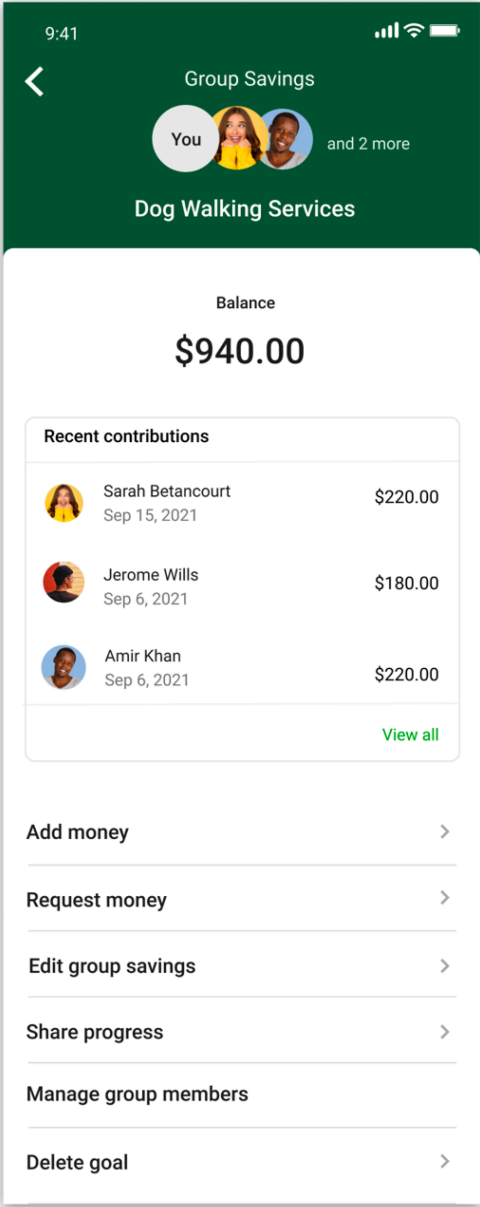 9:41
Group Savings
You
and 2 more
Dog Walking Services
Balance
$940.00
Recent contributions
Sarah Betancourt
$220.00
Sep 15, 2021
Jerome Wills
$180.00
Sep 6, 2021
Amir Khan
$220.00
Sep 6, 2021
View all
Add money
Request money
Edit group savings
Share progress
Manage group members
Delete goal